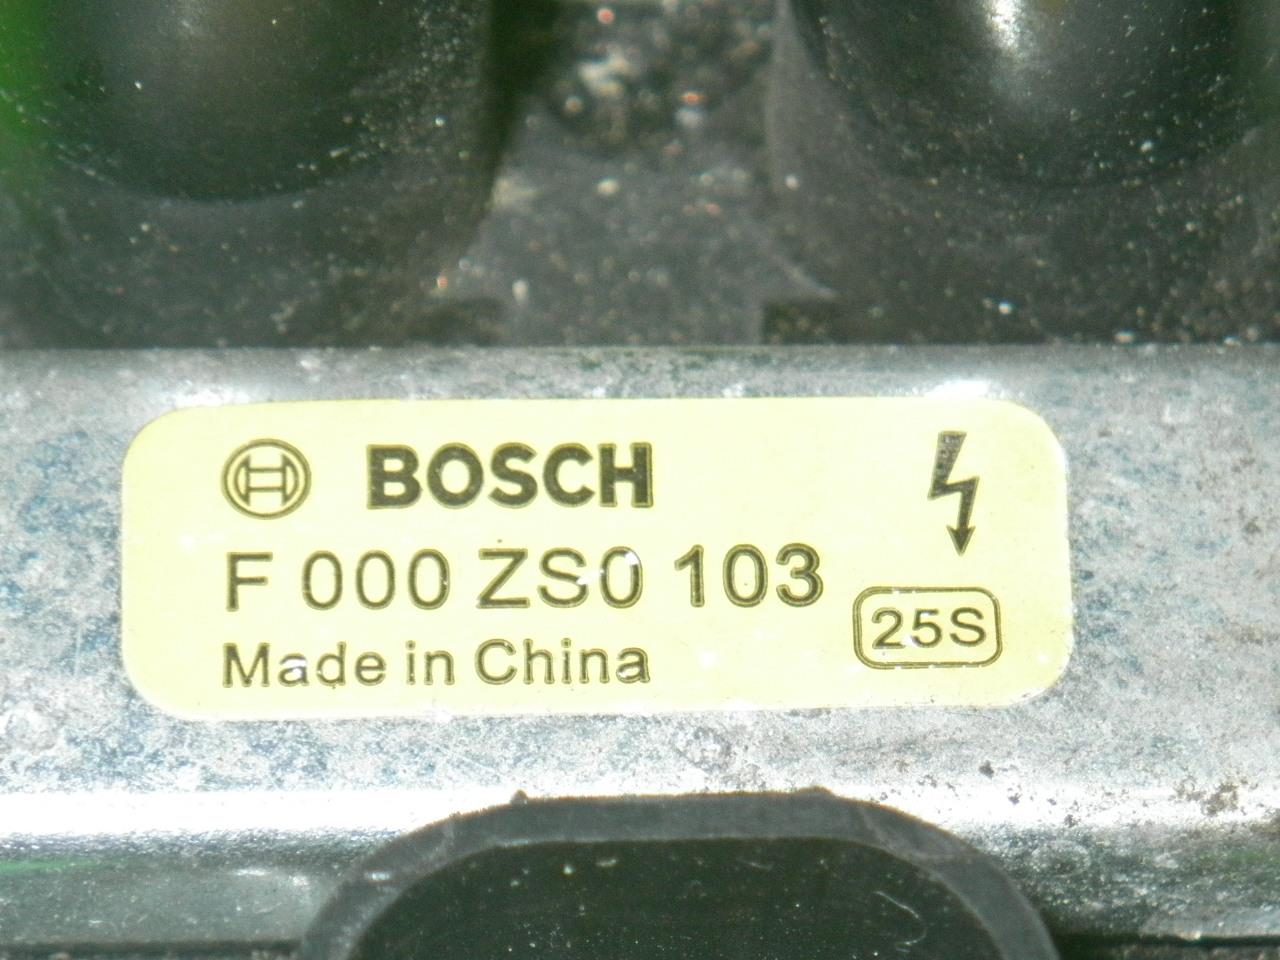 BOSCH
F 000 ZS0 103
25S
Made in China